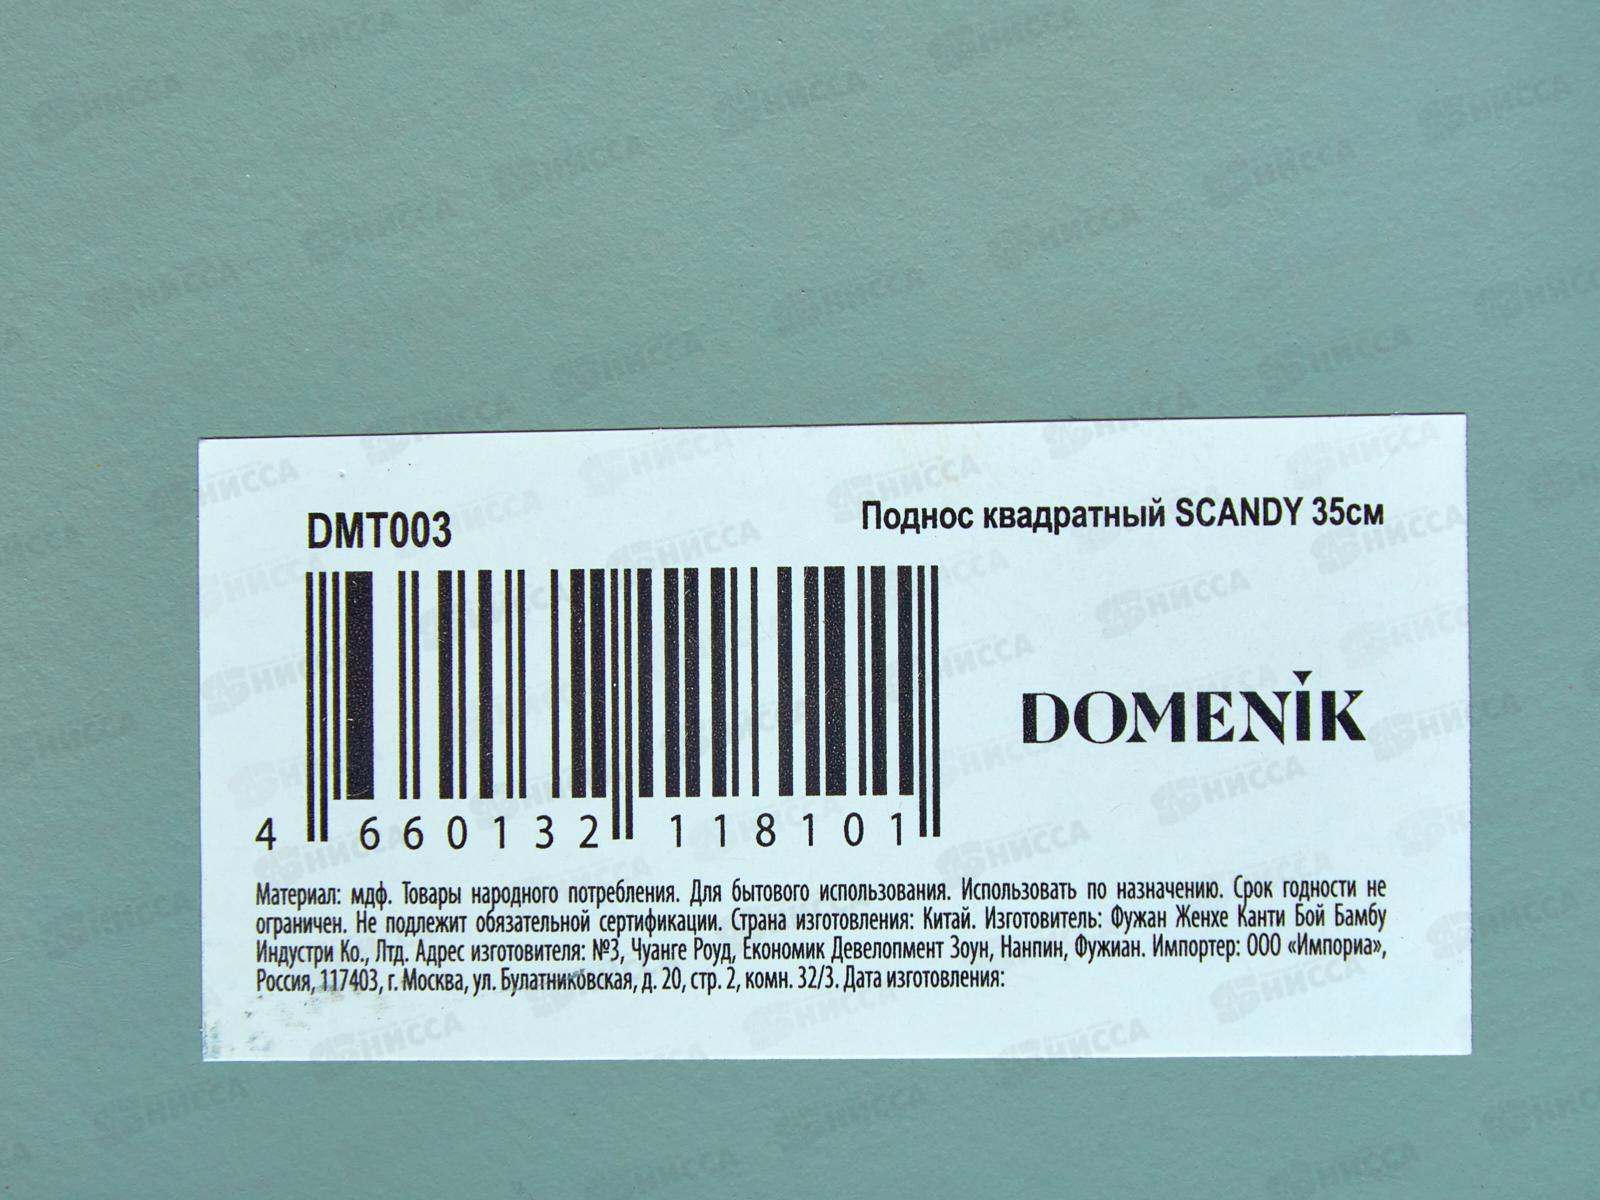 DMT003
Поднос квадратный SCANDY 35см
4 660132 118101
DOMENIK
Материал: мдф. Товары народного потребления. Для бытового использования. Использовать по назначению. Срок годности не
ограничен. Не подлежит обязательной сертификации. Страна изготовления: Китай. Изготовитель: Фужан Женхе Канти Бой Бамбу
Индустри Ко., Лтд. Адрес изготовителя: №3, Чуанге Роуд, Економик Девелопмент Зоун, Нанпин, Фужиан. Импортер: ООО «Импориа»,
Россия, 117403, г. Москва, ул. Булатниковская, д. 20, стр. 2, комн. 32/3. Дата изготовления:
НИССА